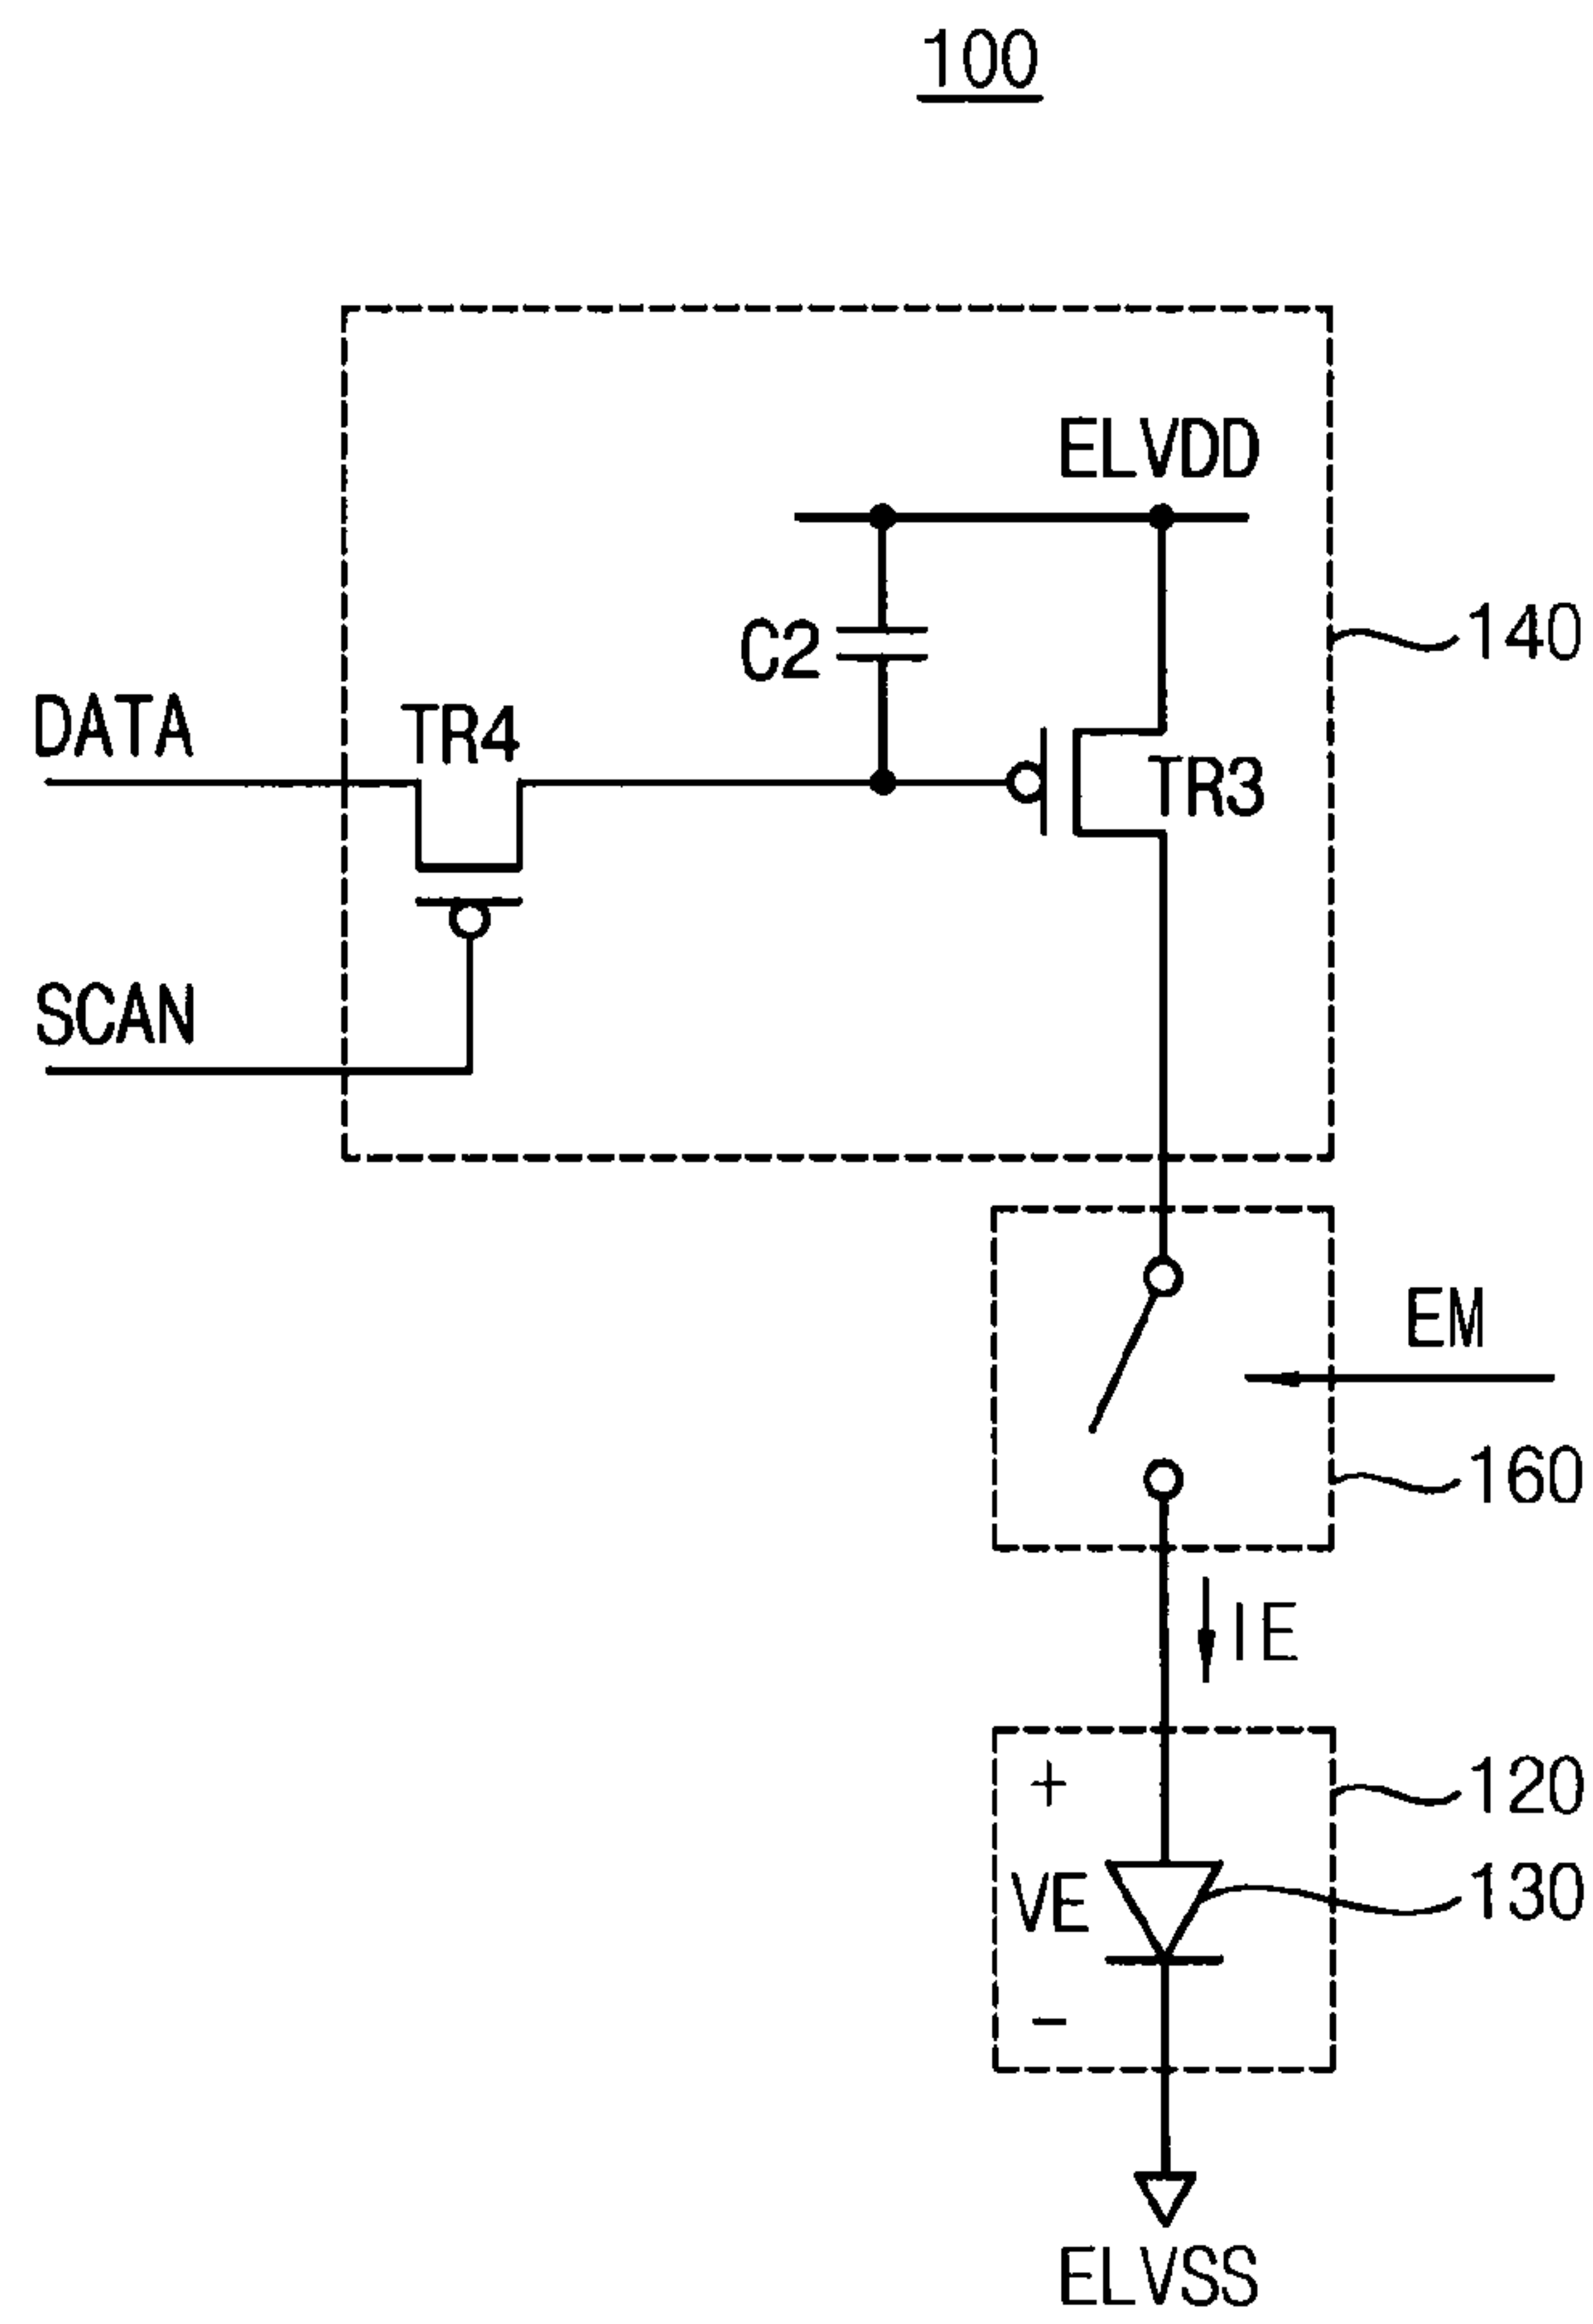 100
ELVDD
140
C2
DATA
TR4
TR3
SCAN
EM
160
IE
+
120
VE
130
−
ELVSS